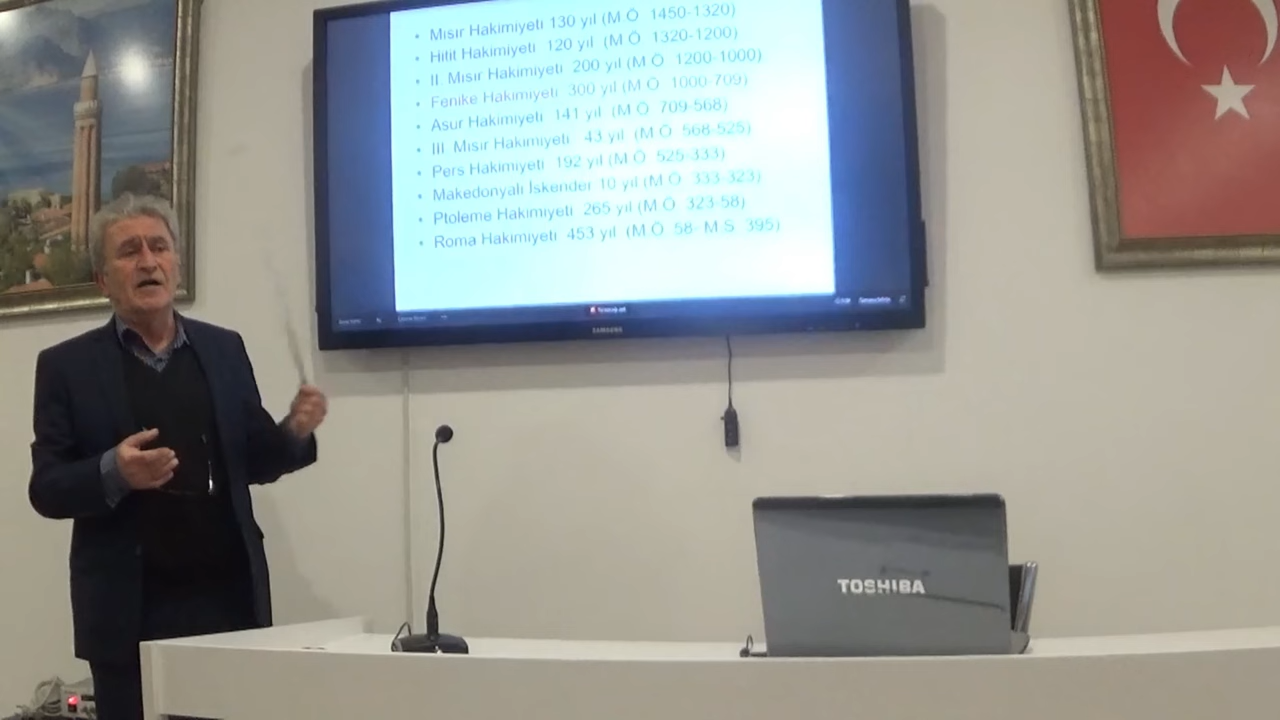 • Mısır Hakimiyeti 130 yıl (M.Ö. 1450-1320)
• Hitit Hakimiyeti 120 yıl (M.Ö. 1320-1200)
• II. Mısır Hakimiyeti 200 yıl (M.Ö. 1200-1000)
• Fenike Hakimiyeti 300 yıl (M.Ö. 1000-709)
• Asur Hakimiyeti 141 yıl (M.Ö. 709-568)
• III. Mısır Hakimiyeti 43 yıl (M.Ö. 568-525)
• Pers Hakimiyeti 192 yıl (M.Ö. 525-333)
• Makedonyalı İskender 10 yıl (M.Ö. 333-323)
• Ptoleme Hakimiyeti 265 yıl (M.Ö. 323-58)
• Roma Hakimiyeti 453 yıl (M.Ö. 58- M.S. 395)
SAMSUNG
TOSHIBA